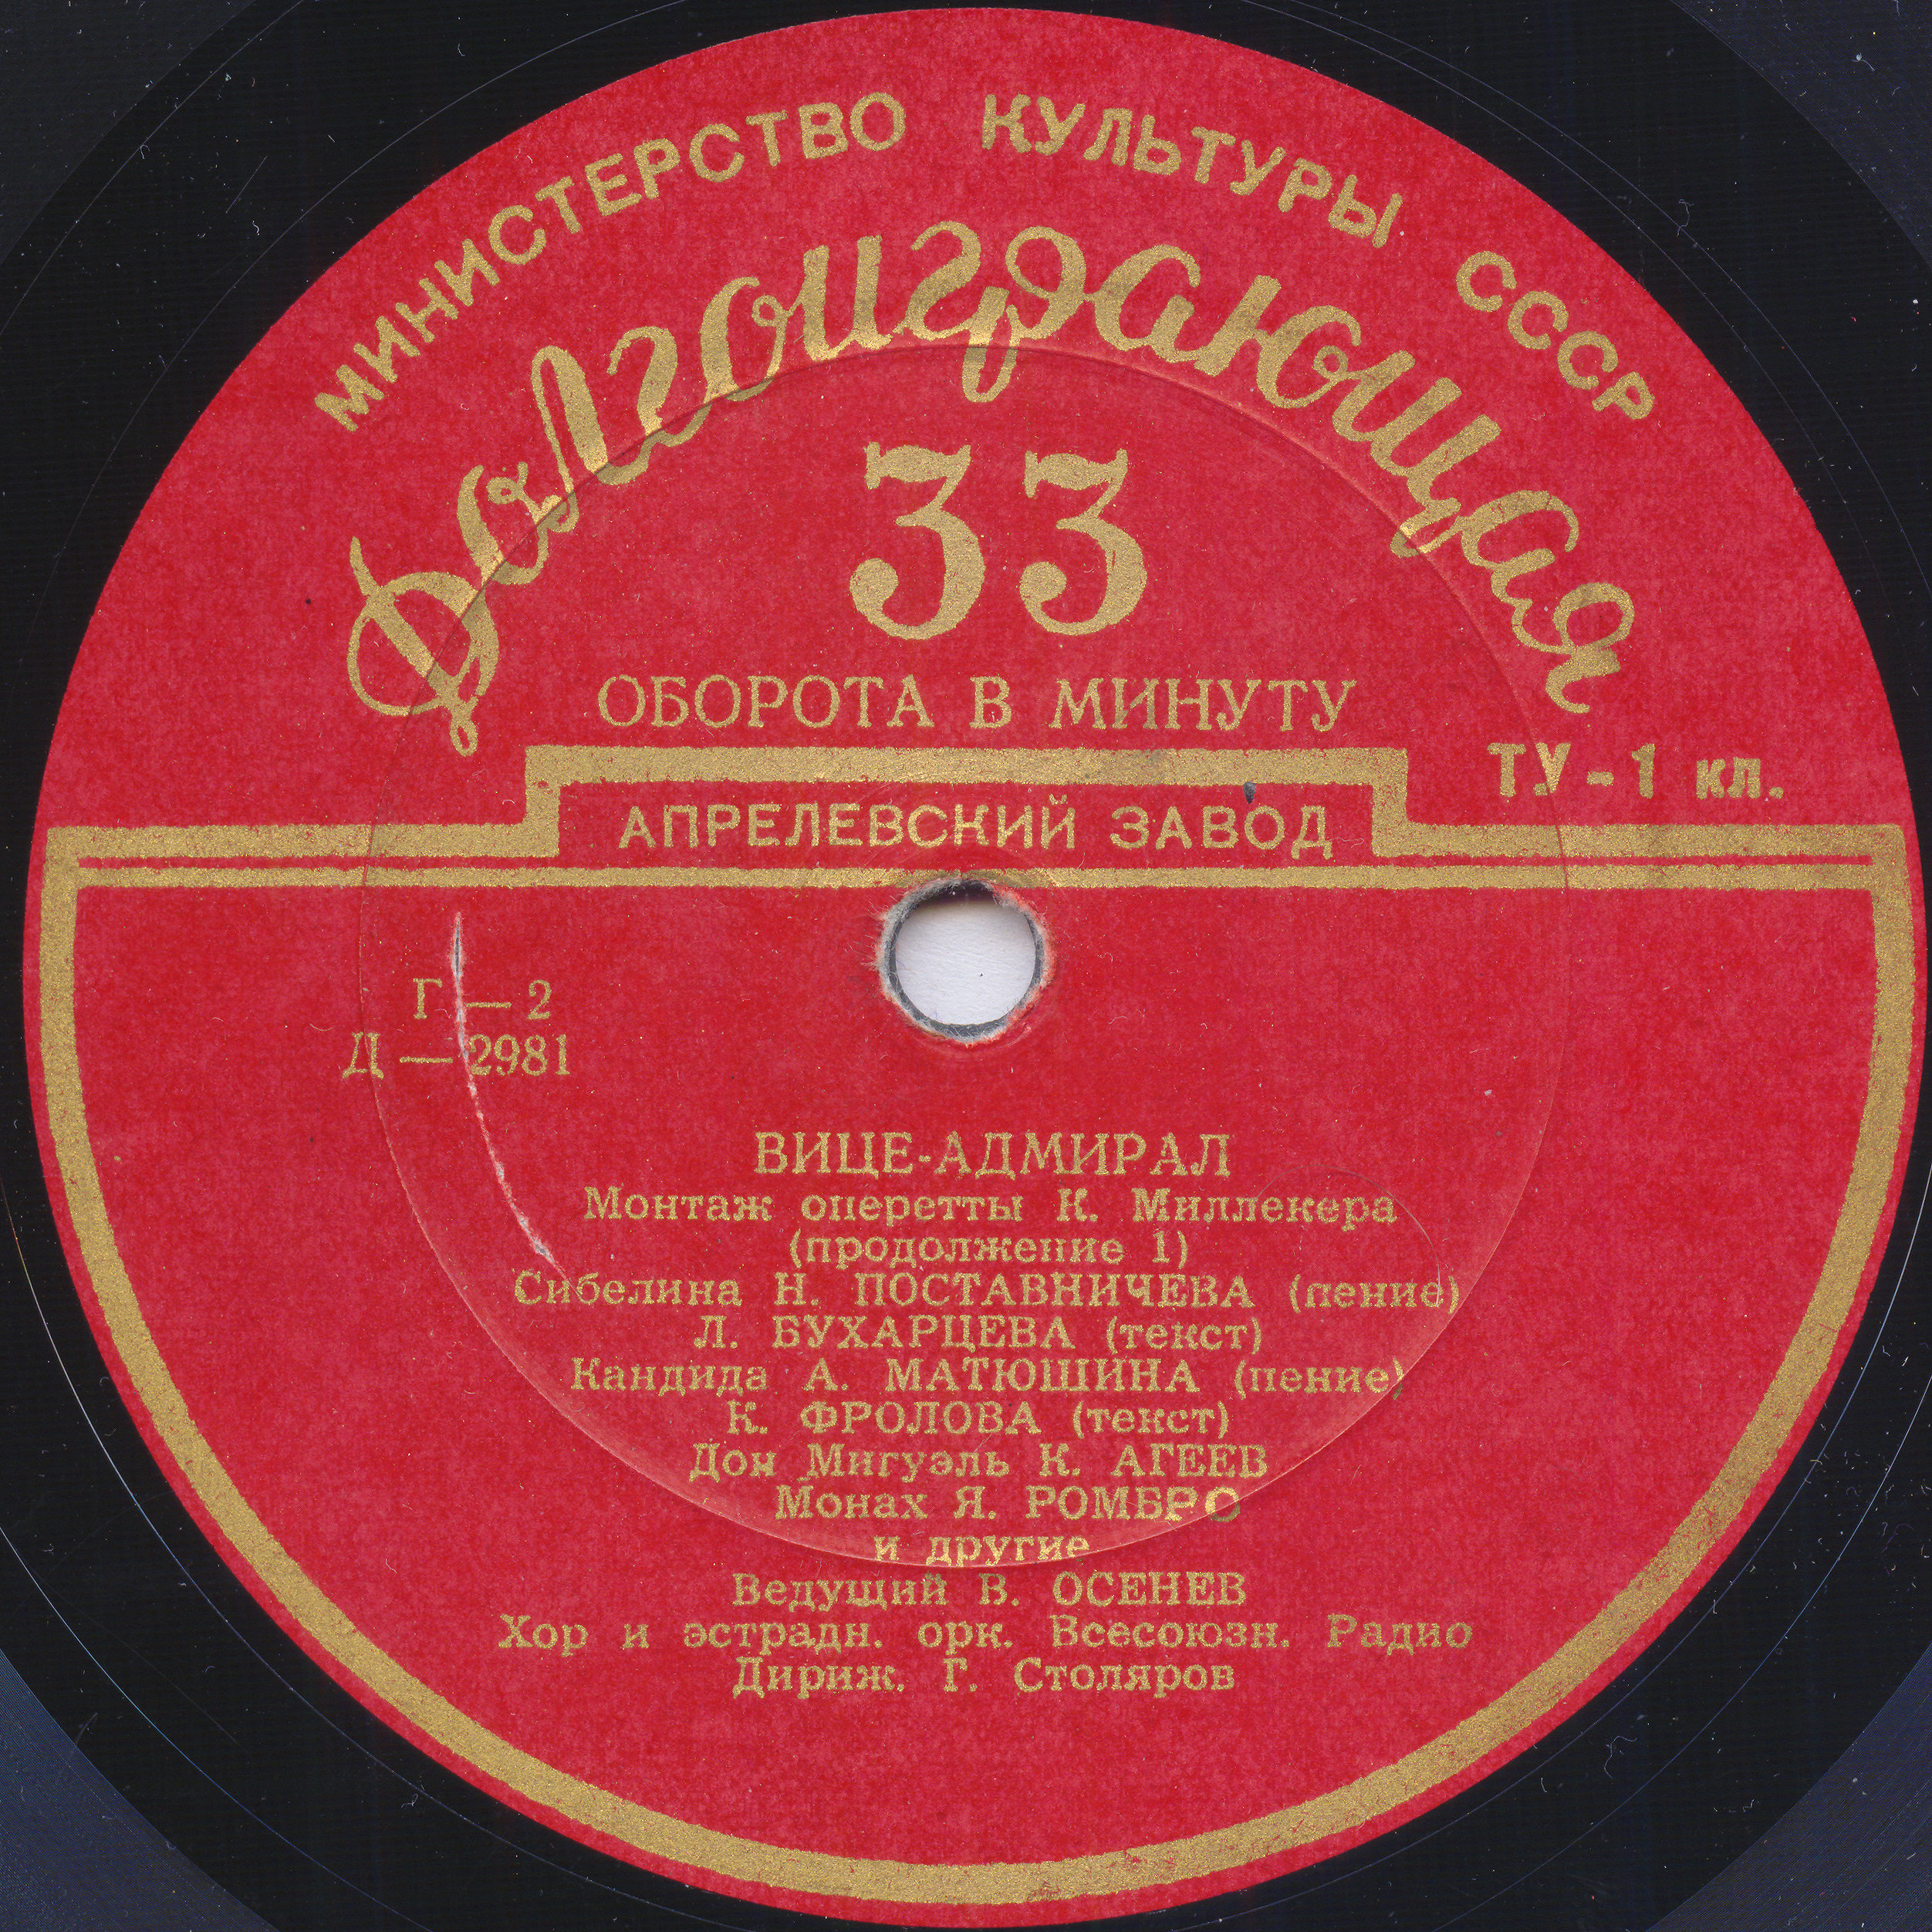 МИНИСТЕРСТВО КУЛЬТУРЫ СССР
Долгоиграющая
33
ОБОРОТА В МИНУТУ
ТУ-1 кл.
АПРЕЛЕВСКИЙ ЗАВОД
Г — 2
Д — 2981
ВИЦЕ-АДМИРАЛ
Монтаж оперетты К. Миллекера
(продолжение 1)
Сибелина Н. ПОСТАВНИЧЕВА (пение)
Л. БУХАРЦЕВА (текст)
Кандида А. МАТЮШИНА (пение)
К. ФРОЛОВА (текст)
Дон Мигуэль К. АГЕЕВ
Монах Я. РОМБРО
и другие
Ведущий В. ОСЕНЕВ
Хор и эстрадн. орк. Всесоюзн. Радио
Дириж. Г. Столяров